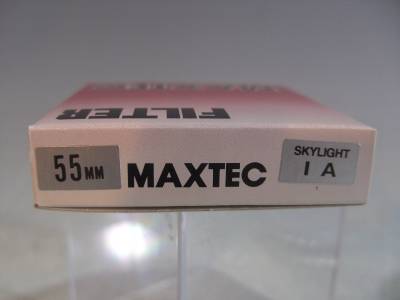 FILTER
55MM
MAXTEC
SKYLIGHT
1 A